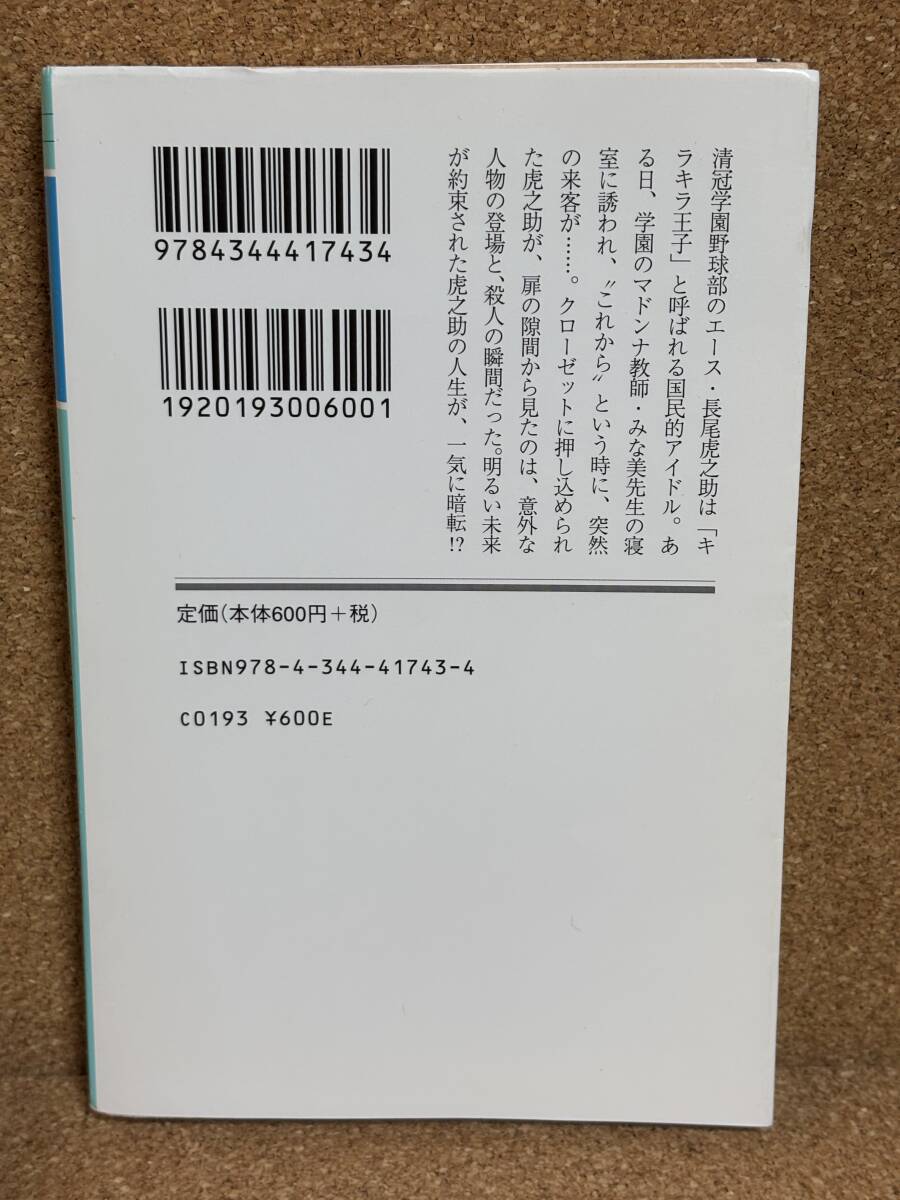 清冠学園野球部のエース・長尾虎之助は「キ
ラキラ王子」と呼ばれる国民的アイドル。あ
る日、学園のマドンナ教師・みな美先生の寝
室に誘われ、〝これから〟という時に、突然
の来客が……。クローゼットに押し込められ
た虎之助が、扉の隙間から見たのは、意外な
人物の登場と、殺人の瞬間だった。明るい未来
が約束された虎之助の人生が、一気に暗転!?
9784344417434
1920193006001
定価(本体600円＋税)
ISBN978-4-344-41743-4
C0193 ¥600E